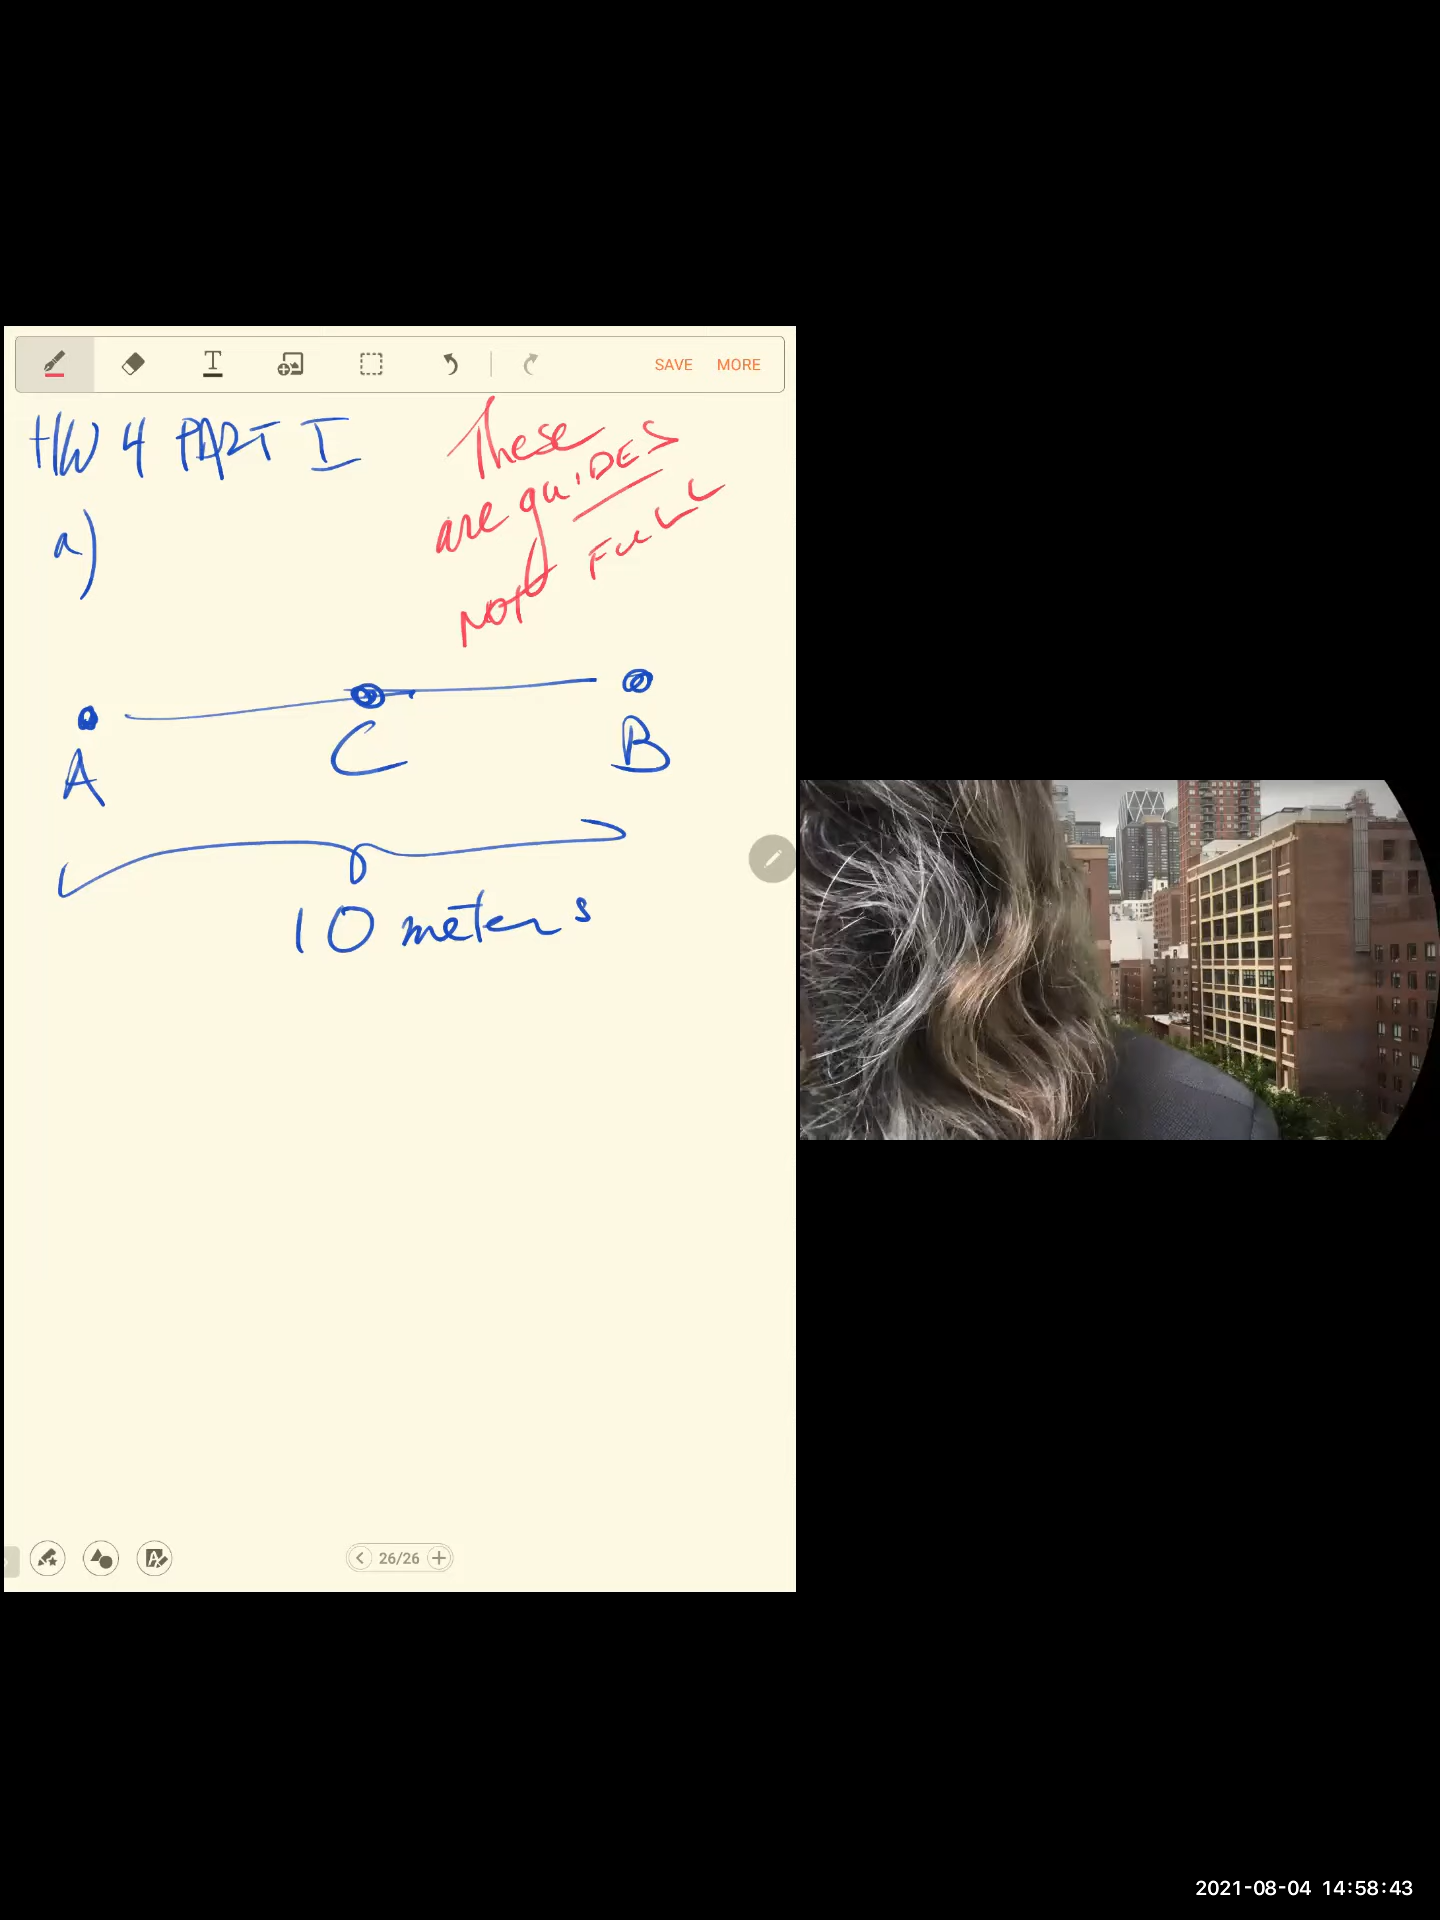 SAVE MORE
HW 4 PART I
These
are guIDES
Not FULL
a)
A C B
10 meters
26/26
2021-08-04 14:58:43